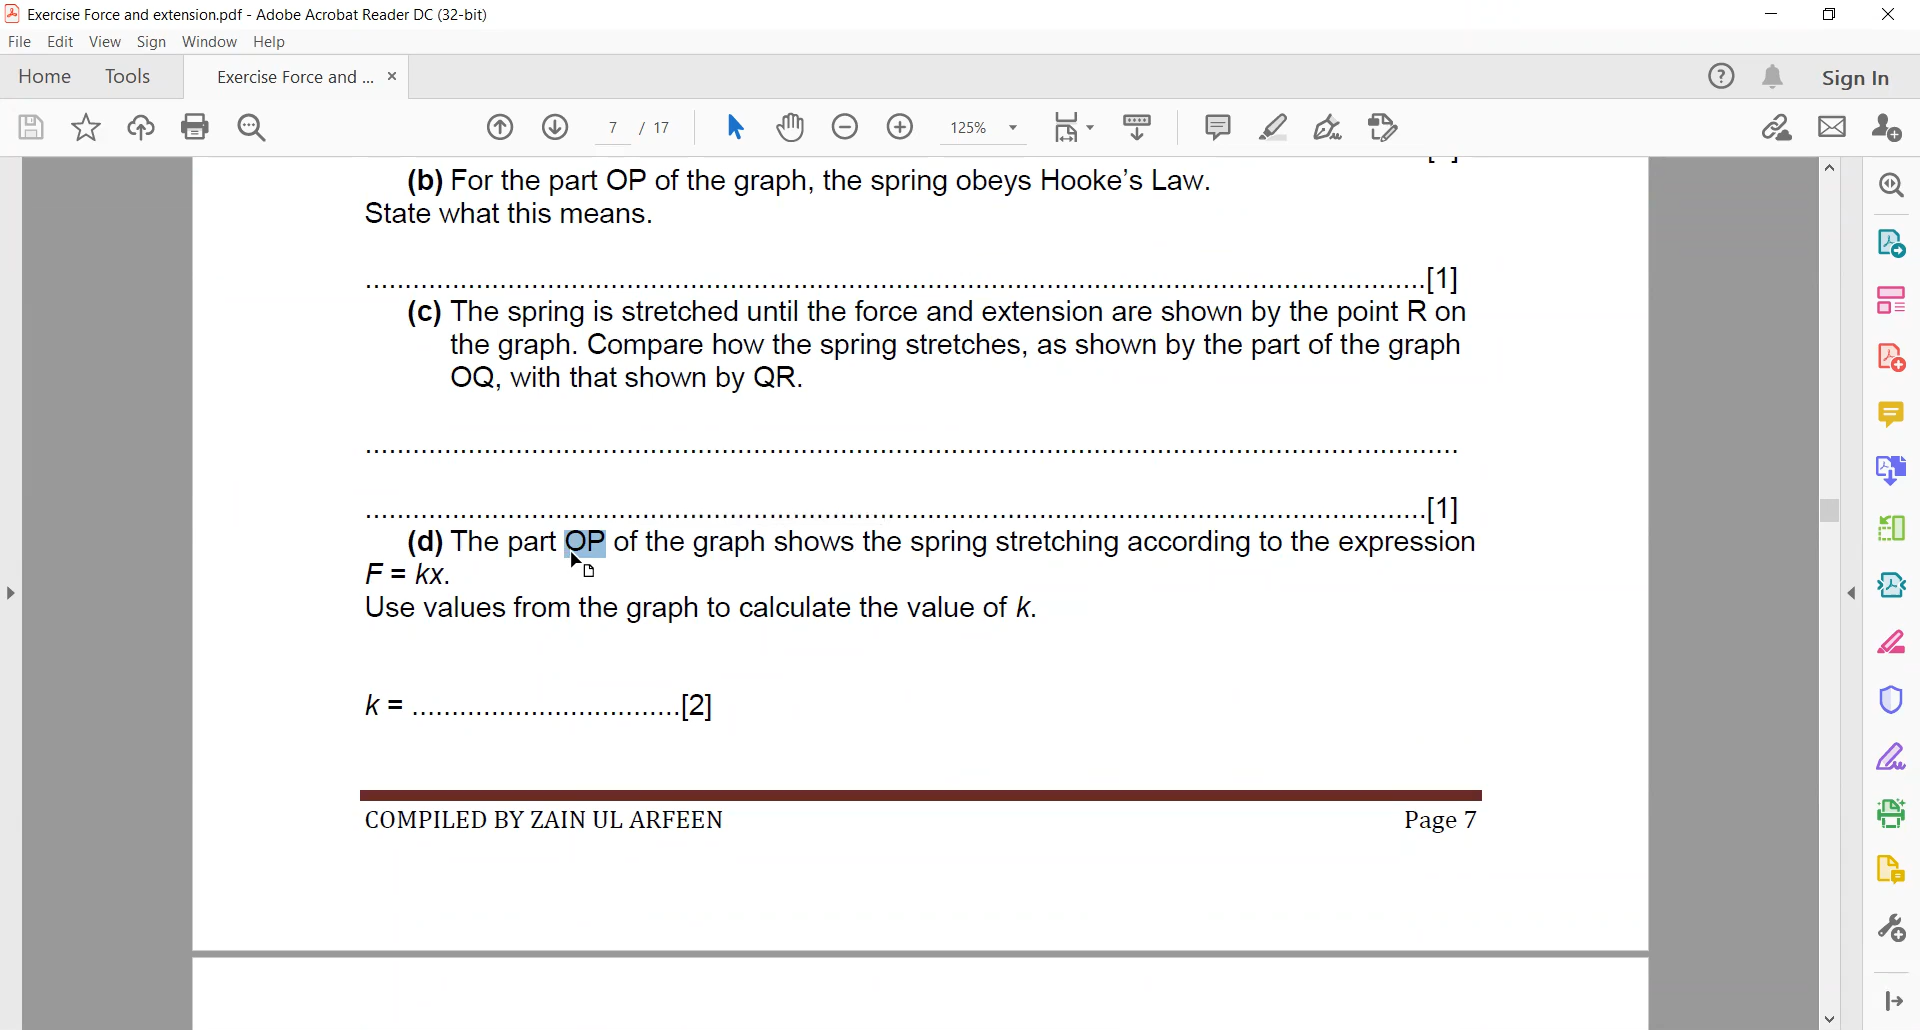 Exercise Force and extension.pdf - Adobe Acrobat Reader DC (32-bit)
File Edit View Sign Window Help
Home Tools Exercise Force and ... × Sign In
7 / 17 125%
(b) For the part OP of the graph, the spring obeys Hooke's Law.
State what this means.
..........................................................................................................................[1]
(c) The spring is stretched until the force and extension are shown by the point R on
the graph. Compare how the spring stretches, as shown by the part of the graph
OQ, with that shown by QR.
..............................................................................................................................
..........................................................................................................................[1]
(d) The part OP of the graph shows the spring stretching according to the expression
F = kx.
Use values from the graph to calculate the value of k.
k = ..................................[2]
COMPILED BY ZAIN UL ARFEEN Page 7